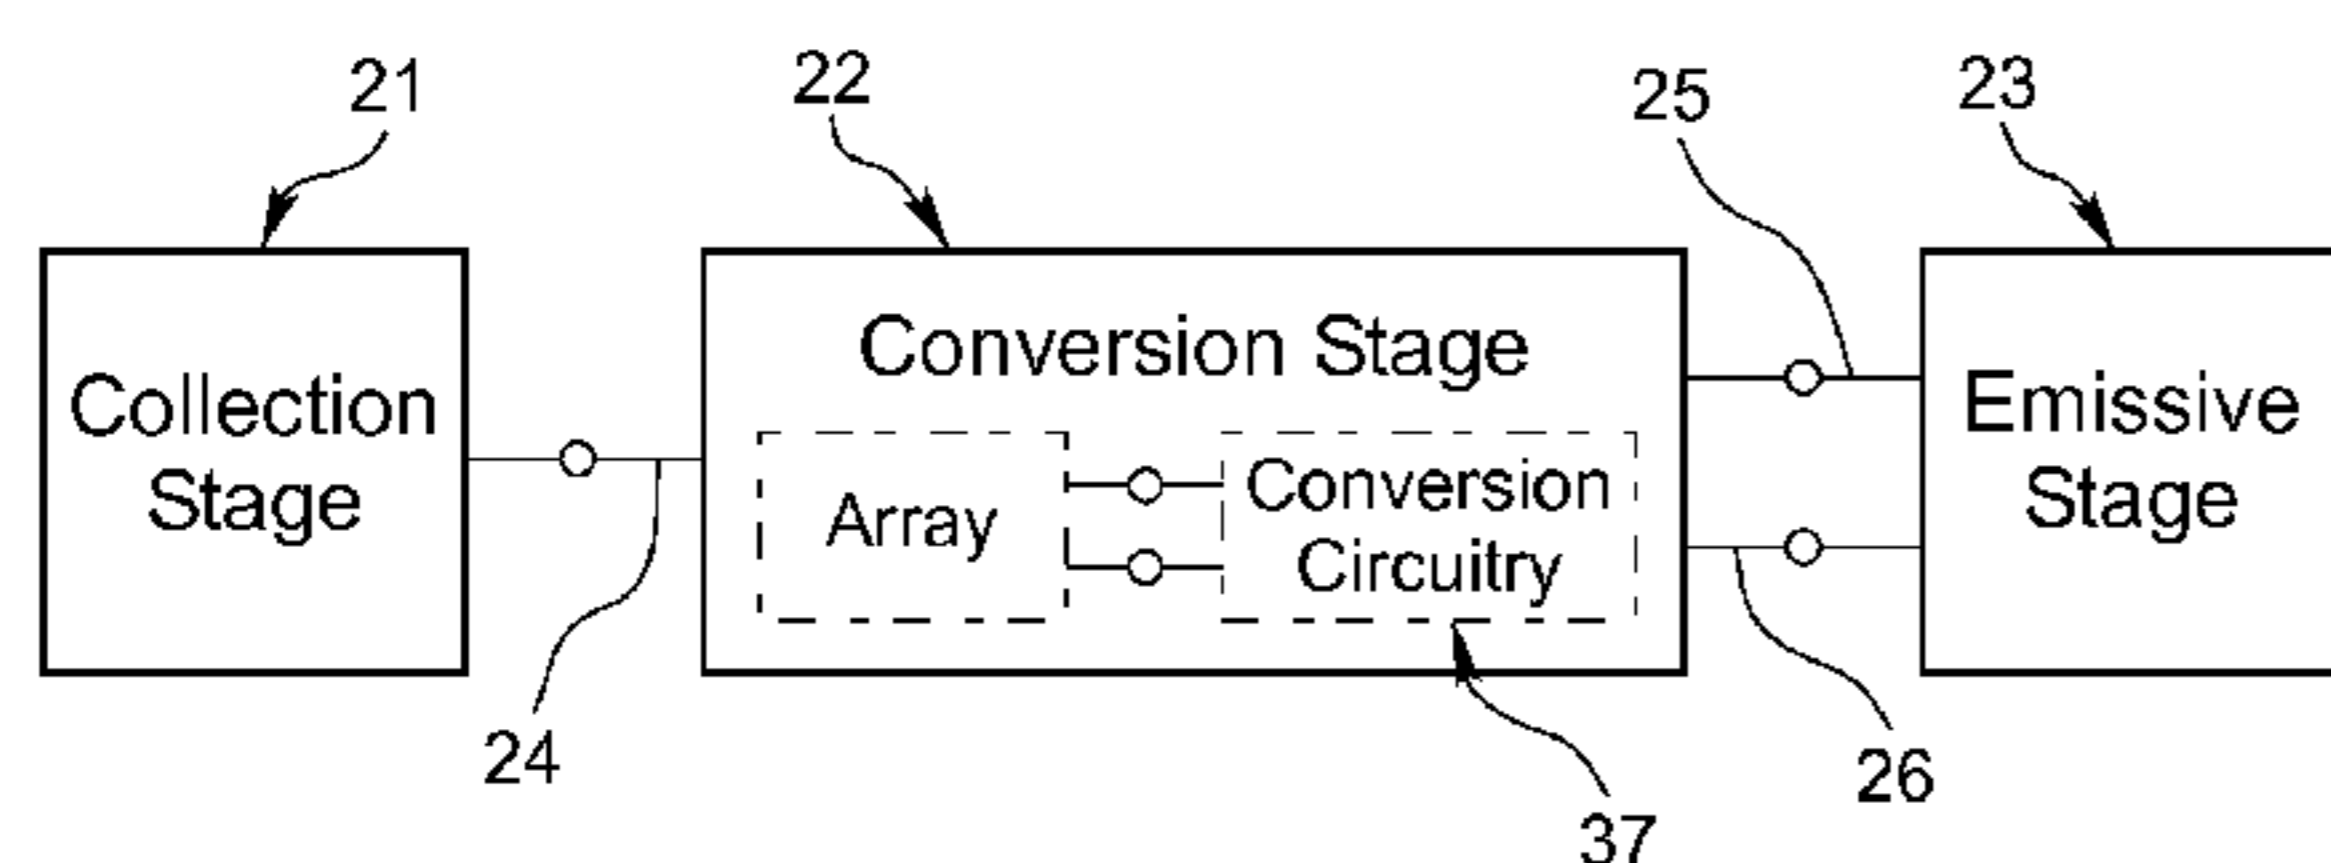 21
22
25
23
Collection
Stage
Conversion Stage
Array
Conversion
Circuitry
Emissive
Stage
24
26
37